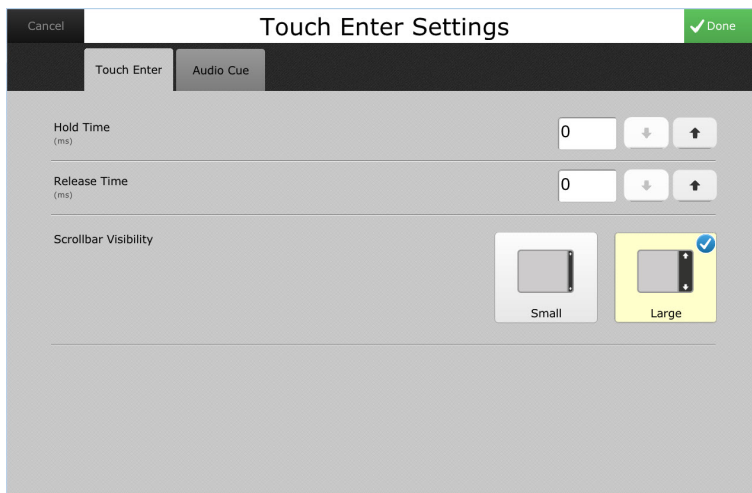 Cancel
Touch Enter Settings
Done
Touch Enter
Audio Cue
Hold Time
(ms)
0
Release Time
(ms)
0
Scrollbar Visibility
Small
Large